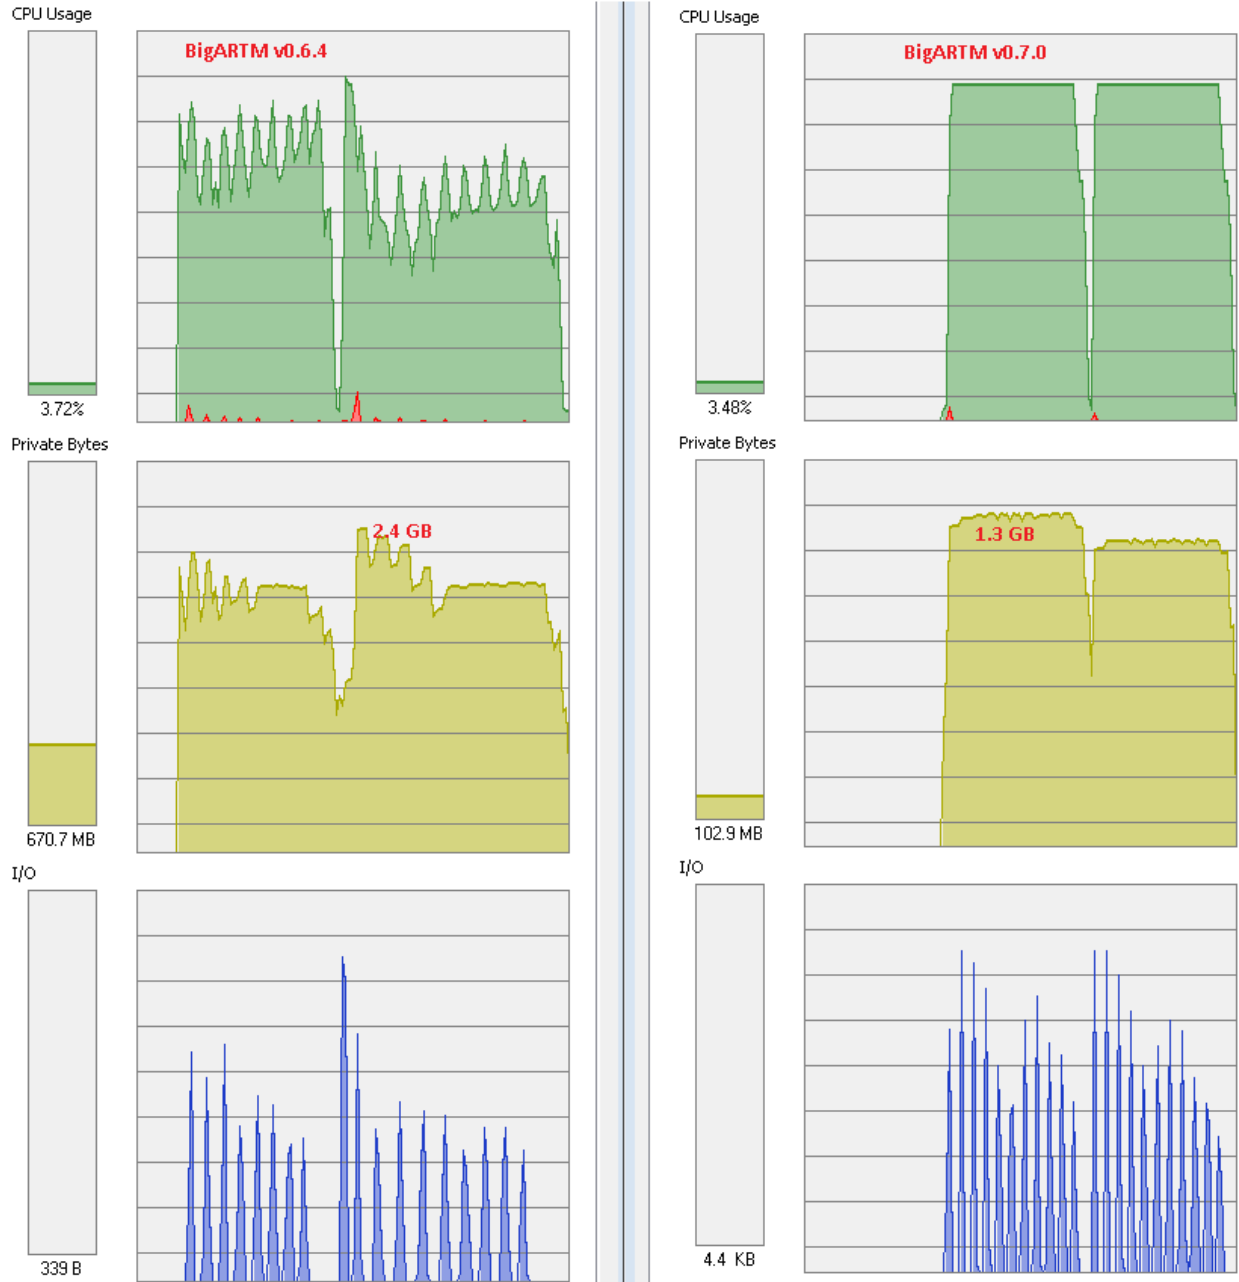 CPU Usage
BigARTM v0.6.4
3.72%
Private Bytes
2.4 GB
670.7 MB
I/O
339 B
CPU Usage
BigARTM v0.7.0
3.48%
Private Bytes
1.3 GB
102.9 MB
I/O
4.4 KB